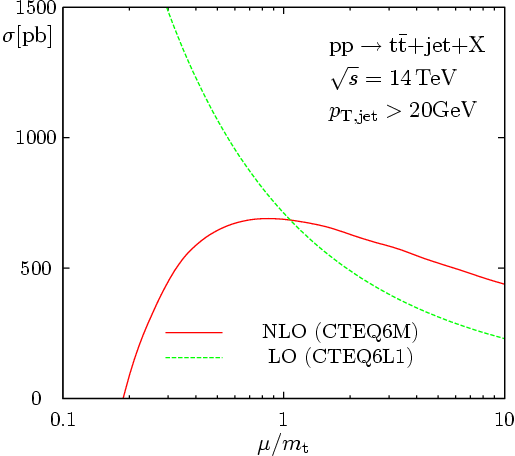 1500
σ[pb]
pp → tt̄+jet+X
√s = 14 TeV
p_T,jet > 20GeV
1000
500
NLO (CTEQ6M)
LO (CTEQ6L1)
0
0.1
1
10
μ/m_t